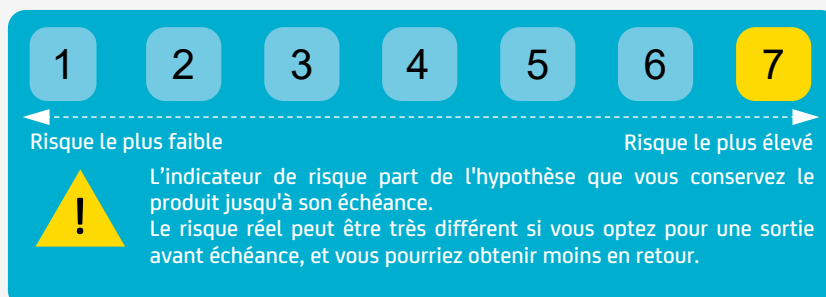 1 2 3 4 5 6 7
Risque le plus faible Risque le plus élevé
! L’indicateur de risque part de l'hypothèse que vous conservez le
produit jusqu'à son échéance.
Le risque réel peut être très différent si vous optez pour une sortie
avant échéance, et vous pourriez obtenir moins en retour.